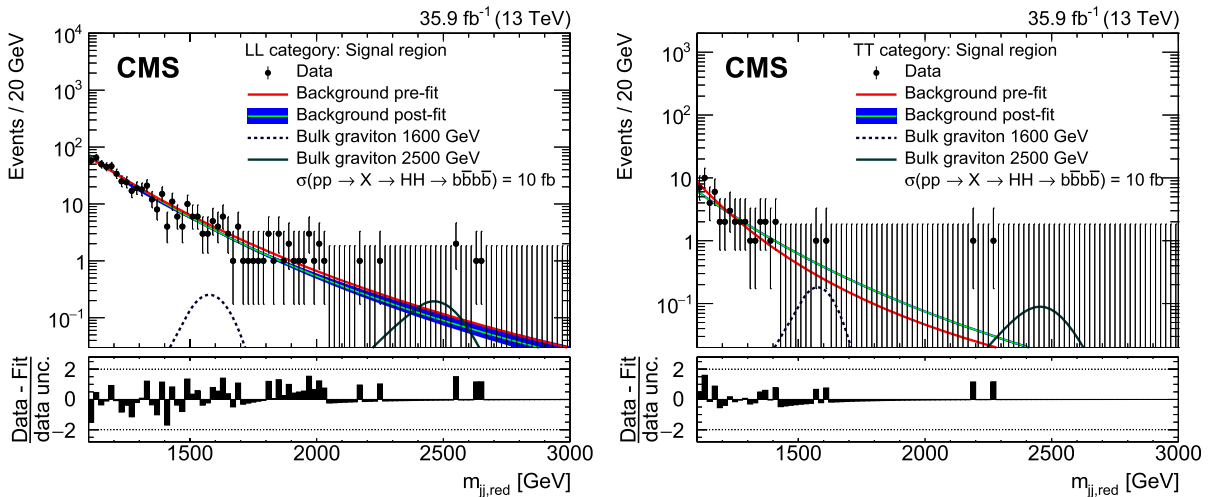 35.9 fb⁻¹ (13 TeV)
Events / 20 GeV
10⁴
10³
10²
10
1
10⁻¹
CMS
LL category: Signal region
Data
Background pre-fit
Background post-fit
Bulk graviton 1600 GeV
Bulk graviton 2500 GeV
σ(pp → X → HH → bb̅bb̅) = 10 fb
Data - Fit
data unc.
2
0
−2
1500
2000
2500
3000
m_jj,red [GeV]
35.9 fb⁻¹ (13 TeV)
Events / 20 GeV
10³
10²
10
1
10⁻¹
CMS
TT category: Signal region
Data
Background pre-fit
Background post-fit
Bulk graviton 1600 GeV
Bulk graviton 2500 GeV
σ(pp → X → HH → bb̅bb̅) = 10 fb
Data - Fit
data unc.
2
0
−2
1500
2000
2500
3000
m_jj,red [GeV]